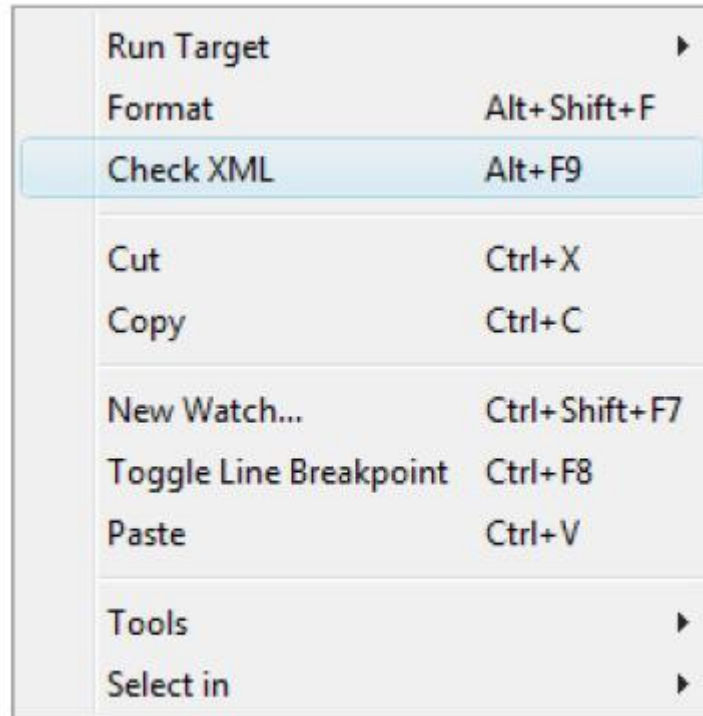 Run Target
Format Alt+Shift+F
Check XML Alt+F9
Cut Ctrl+X
Copy Ctrl+C
New Watch... Ctrl+Shift+F7
Toggle Line Breakpoint Ctrl+F8
Paste Ctrl+V
Tools
Select in